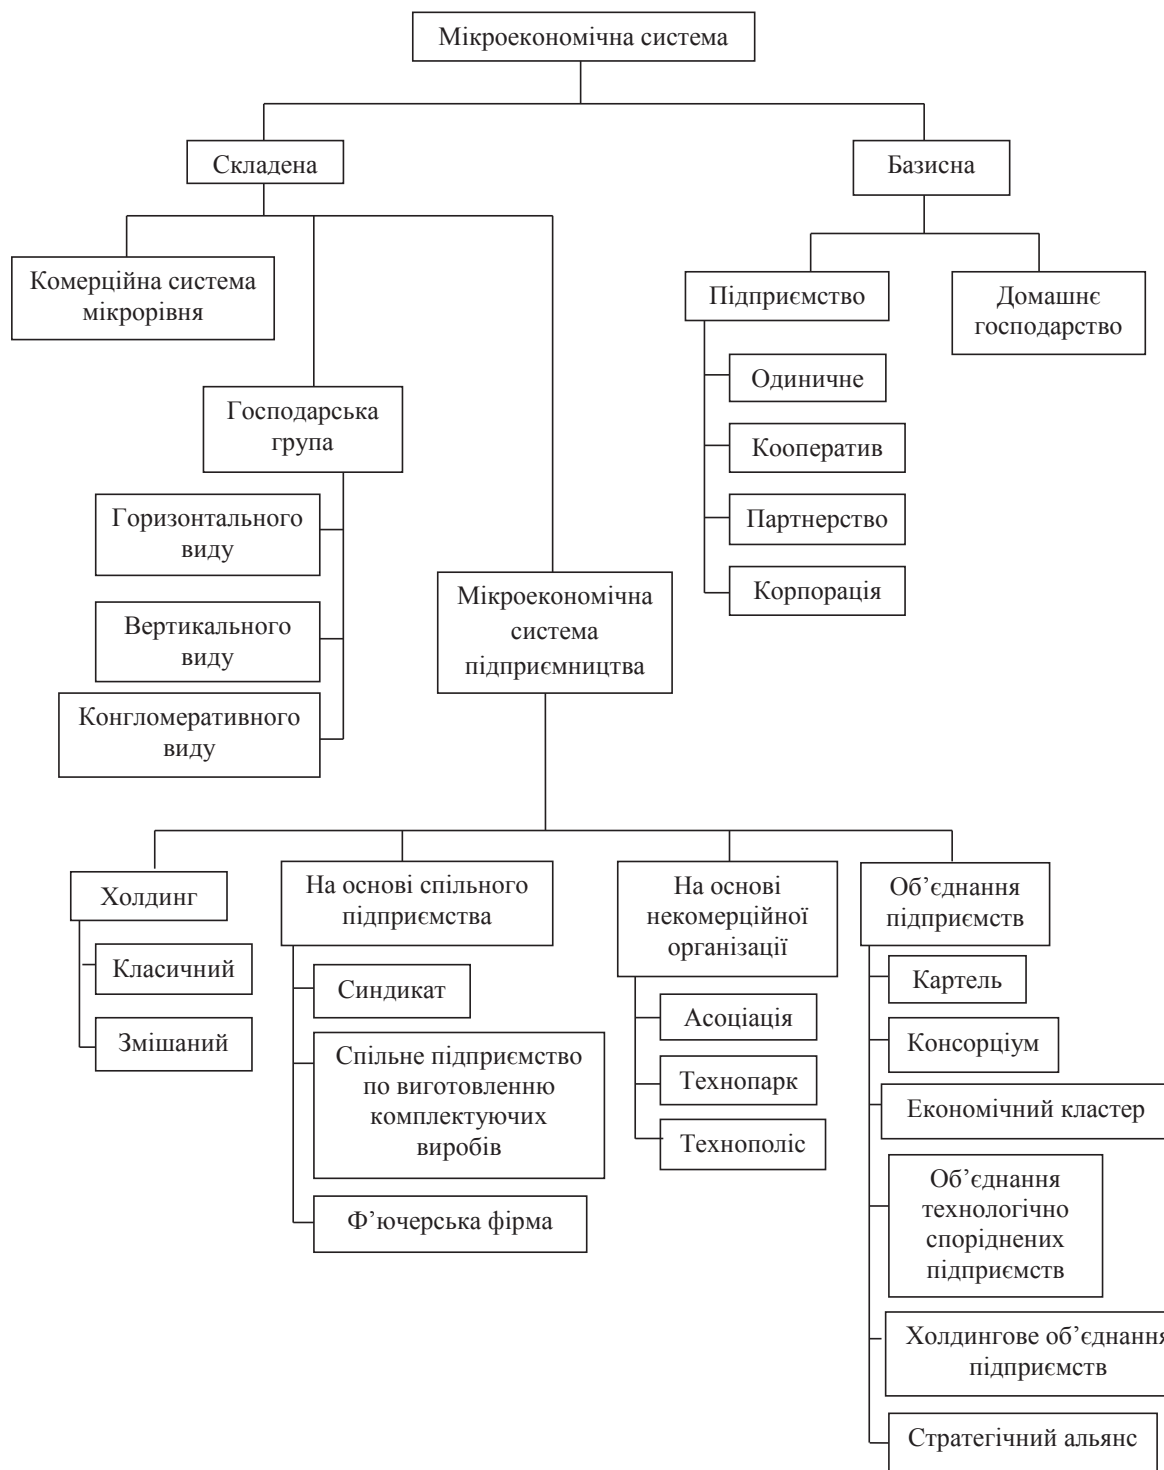 Мікроекономічна система
Складена
Базисна
Комерційна система
мікрорівня
Підприємство
Домашнє
господарство
Одиничне
Кооператив
Партнерство
Корпорація
Господарська
група
Горизонтального
виду
Вертикального
виду
Конгломеративного
виду
Мікроекономічна
система
підприємництва
Холдинг
Класичний
Змішаний
На основі спільного
підприємства
Синдикат
Спільне підприємство
по виготовленню
комплектуючих
виробів
Ф’ючерська фірма
На основі
некомерційної
організації
Асоціація
Технопарк
Технополіс
Об’єднання
підприємств
Картель
Консорціум
Економічний кластер
Об’єднання
технологічно
споріднених
підприємств
Холдингове об’єднання
підприємств
Стратегічний альянс